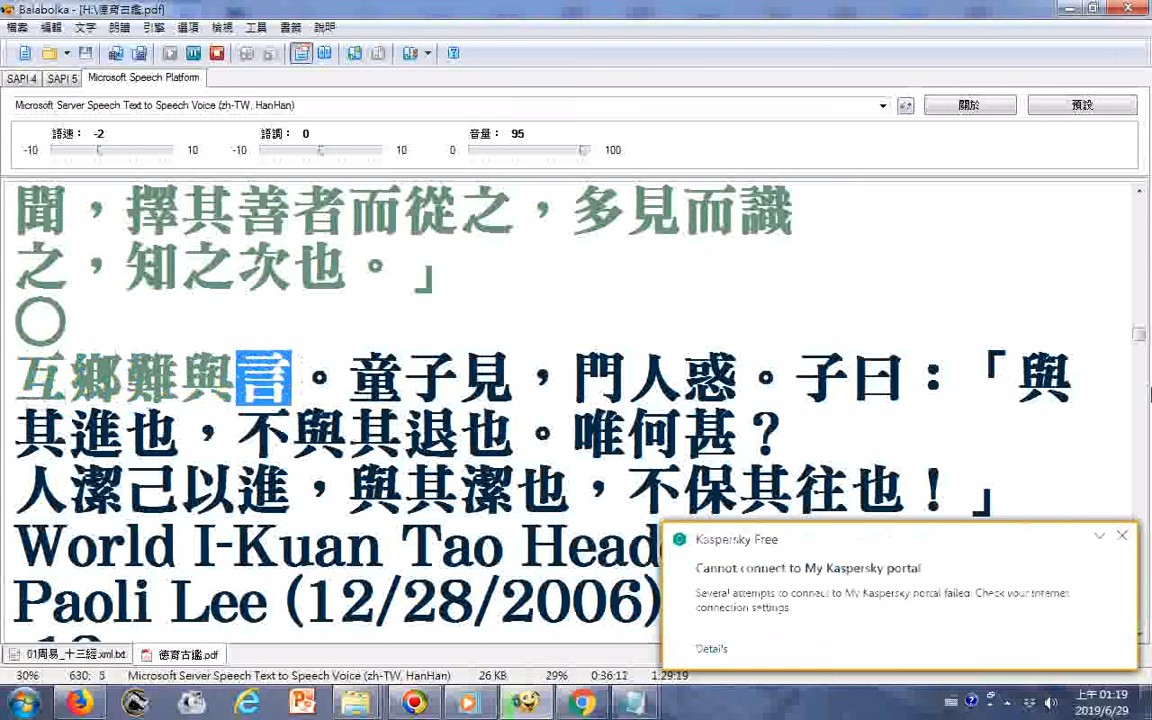 Balabolka - [H:\德育古鑑.pdf]
檔案 編輯 文字 朗讀 引擎 選項 檢視 工具 書籤 說明
SAPI 4 SAPI 5 Microsoft Speech Platform
Microsoft Server Speech Text to Speech Voice (zh-TW, HanHan) 關於 預設
語速： -2 語調： 0 音量： 95
-10 10 -10 10 0 100
聞，擇其善者而從之，多見而識
之，知之次也。」
○
互鄉難與言。童子見，門人惑。子曰：「與
其進也，不與其退也。唯何甚？
人潔己以進，與其潔也，不保其往也！」
World I-Kuan Tao Head
Paoli Lee (12/28/2006)
Kaspersky Free
Cannot connect to My Kaspersky portal
Several attempts to connect to My Kaspersky portal failed. Check your Internet
connection settings.
Details
01周易_十三經.xml.txt 德育古鑑.pdf
30% 630: 5 Microsoft Server Speech Text to Speech Voice (zh-TW, HanHan) 26 KB 29% 0:36:12 1:29:19
上午 01:19
2019/6/29